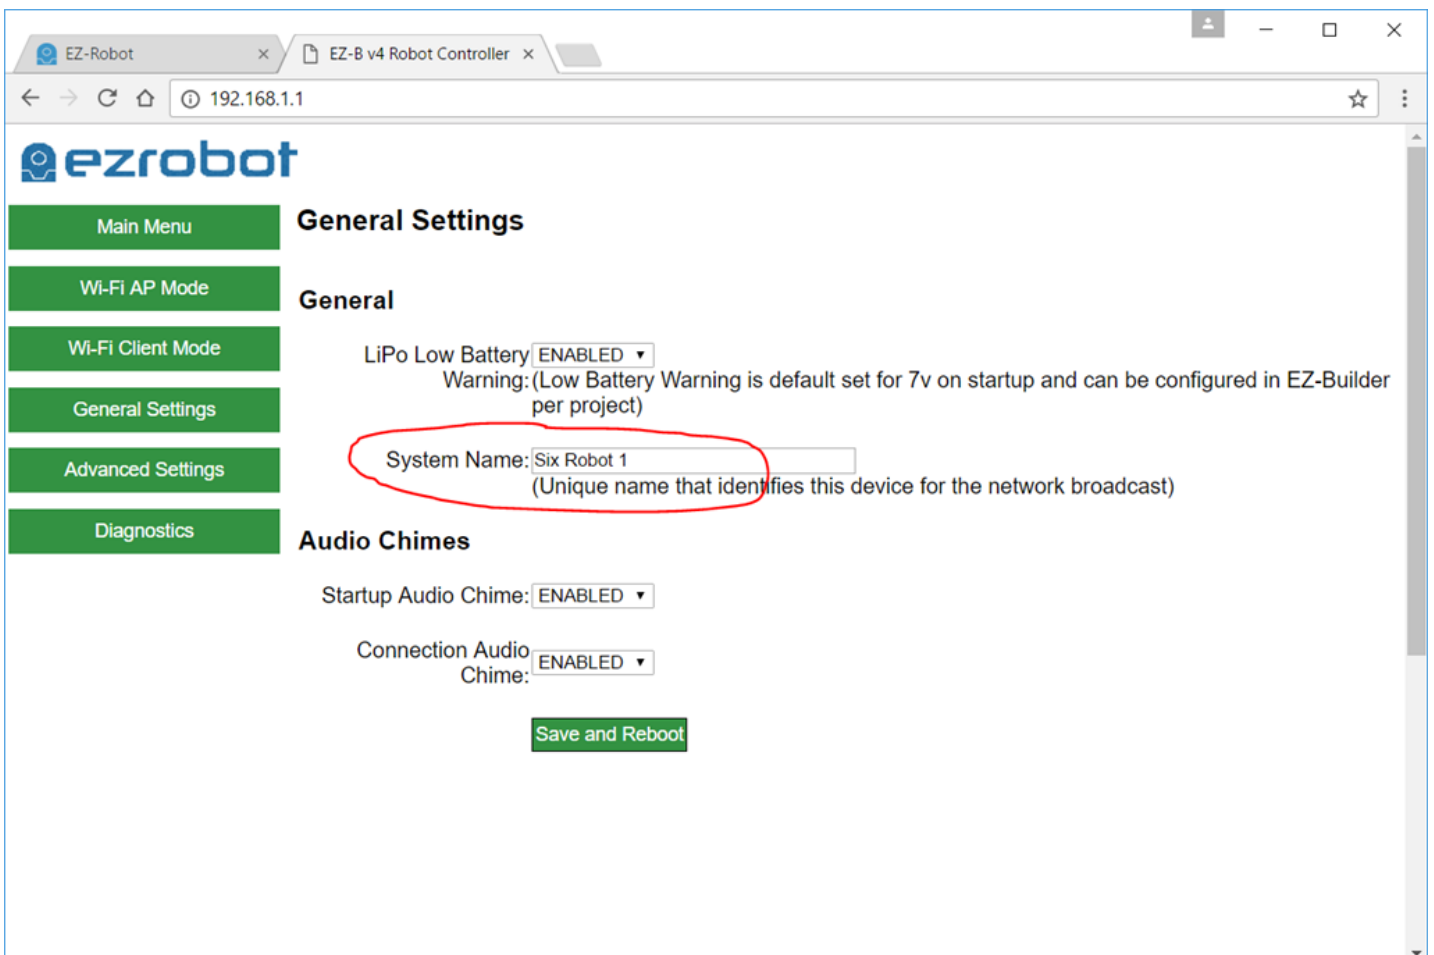 EZ-Robot
EZ-B v4 Robot Controller
192.168.1.1
ezrobot
Main Menu
Wi-Fi AP Mode
Wi-Fi Client Mode
General Settings
Advanced Settings
Diagnostics
General Settings
General
LiPo Low Battery ENABLED
Warning: (Low Battery Warning is default set for 7v on startup and can be configured in EZ-Builder
per project)
System Name: Six Robot 1
(Unique name that identifies this device for the network broadcast)
Audio Chimes
Startup Audio Chime: ENABLED
Connection Audio
Chime: ENABLED
Save and Reboot